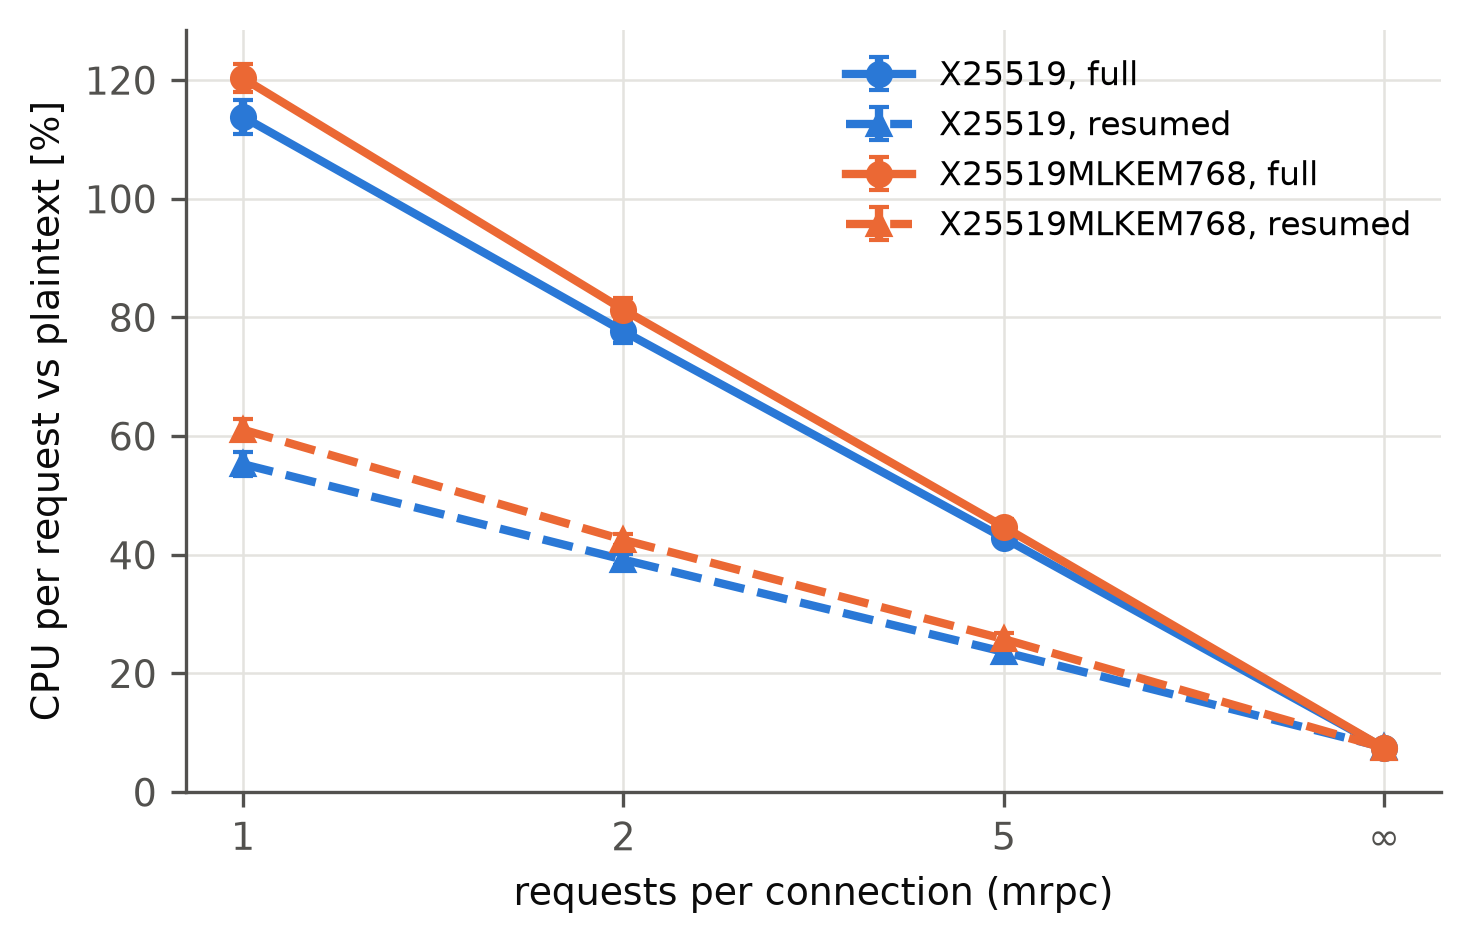 CPU per request vs plaintext [%]
120
100
80
60
40
20
0
X25519, full
X25519, resumed
X25519MLKEM768, full
X25519MLKEM768, resumed
1
2
5
∞
requests per connection (mrpc)